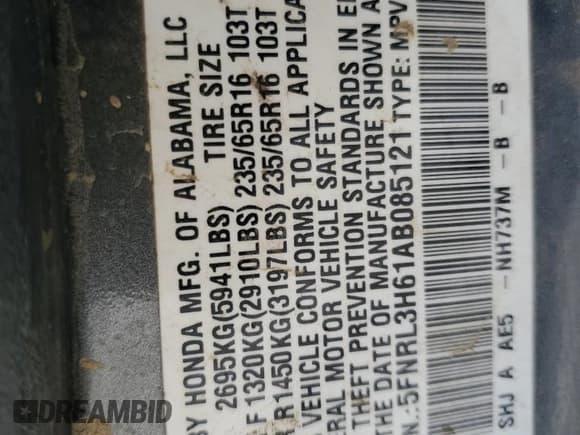 BY HONDA MFG. OF ALABAMA, LLC
2695KG(5941LBS) TIRE SIZE
F 1320KG(2910LBS) 235/65R16 103T
R1450KG(3197LBS) 235/65R16 103T
VEHICLE CONFORMS TO ALL APPLICA
ERAL MOTOR VEHICLE SAFETY
THEFT PREVENTION STANDARDS IN E
THE DATE OF MANUFACTURE SHOWN A
N.:5FNRL3H61AB085121 TYPE: MPV
SHJ A AE5 -NH737M -B -B
DREAMBID